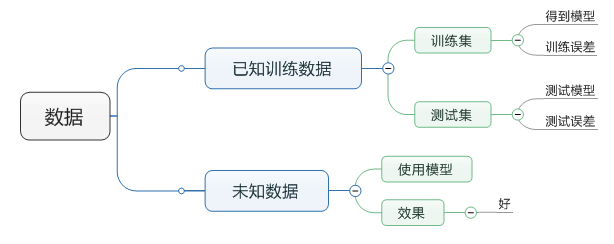 数据
已知训练数据
训练集
得到模型
训练误差
测试集
测试模型
测试误差
未知数据
使用模型
效果
好